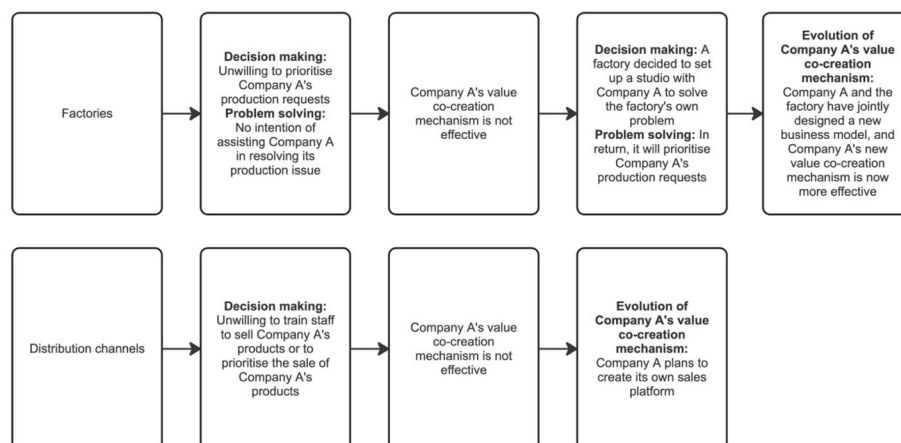 Factories
Decision making:
Unwilling to prioritise
Company A's
production requests
Problem solving:
No intention of
assisting Company A
in resolving its
production issue
Company A's value
co-creation
mechanism is not
effective
Decision making: A
factory decided to set
up a studio with
Company A to solve
the factory's own
problem
Problem solving: In
return, it will prioritise
Company A's
production requests
Evolution of
Company A's value
co-creation
mechanism:
Company A and the
factory have jointly
designed a new
business model, and
Company A's new
value co-creation
mechanism is now
more effective
Distribution channels
Decision making:
Unwilling to train staff
to sell Company A's
products or to
prioritise the sale of
Company A's
products
Company A's value
co-creation
mechanism is not
effective
Evolution of
Company A's value
co-creation
mechanism:
Company A plans to
create its own sales
platform